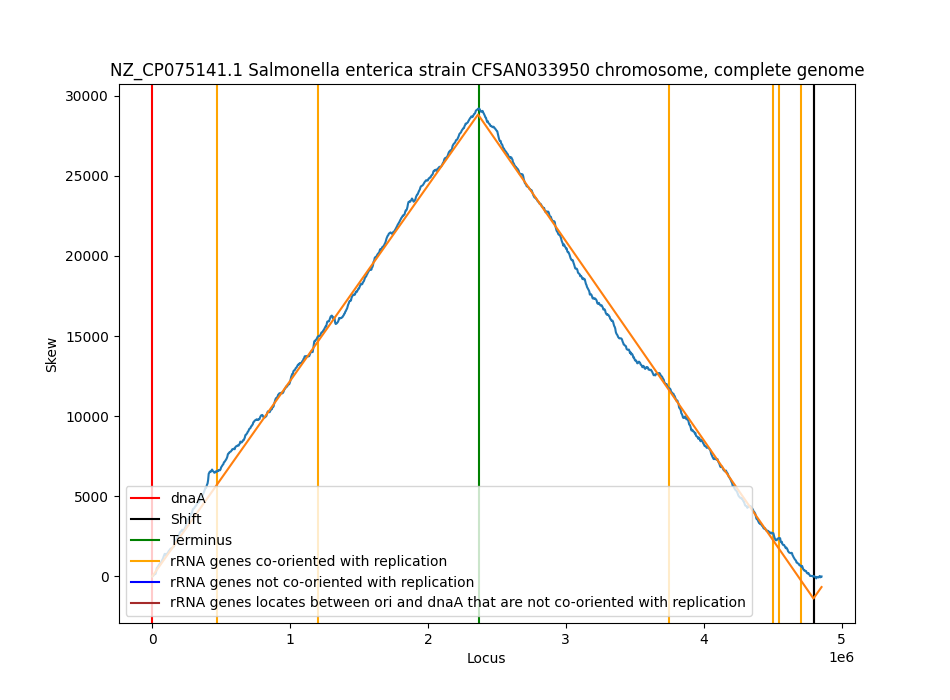 NZ_CP075141.1 Salmonella enterica strain CFSAN033950 chromosome, complete genome
30000
25000
20000
15000
10000
5000
0
Skew
dnaA
Shift
Terminus
rRNA genes co-oriented with replication
rRNA genes not co-oriented with replication
rRNA genes locates between ori and dnaA that are not co-oriented with replication
0 1 2 3 4 5
1e6
Locus